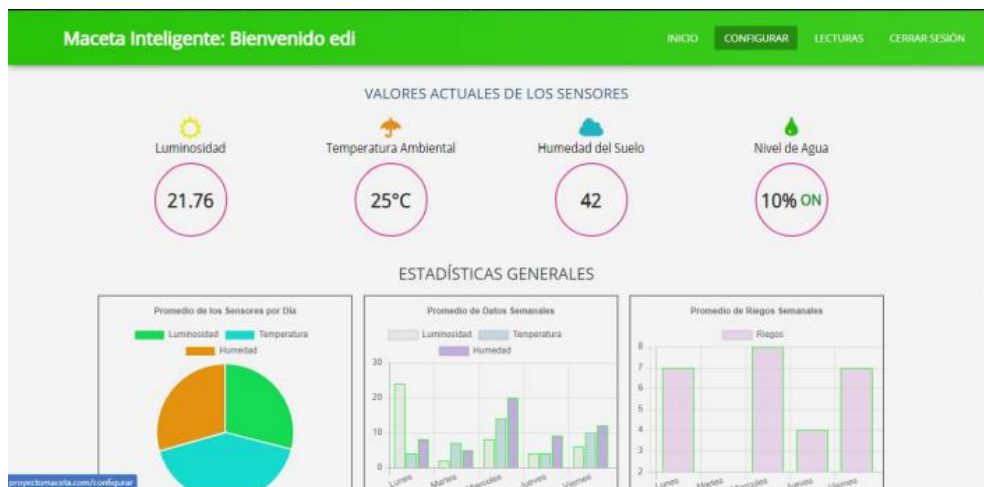 Maceta Inteligente: Bienvenido edi
INICIO CONFIGURAR LECTURAS CERRAR SESIÓN
VALORES ACTUALES DE LOS SENSORES
Luminosidad Temperatura Ambiental Humedad del Suelo Nivel de Agua
21.76 25°C 42 10% ON
ESTADÍSTICAS GENERALES
Promedio de los Sensores por Día
Luminosidad Temperatura
Humedad
Promedio de Datos Semanales
Luminosidad Temperatura
Humedad
30
20
10
0
Lunes Martes Miercoles Jueves Viernes
Promedio de Riegos Semanales
Riegos
8
7
6
5
4
3
2
Lunes Martes Miercoles Jueves Viernes
proyectomaceta.com/configurar